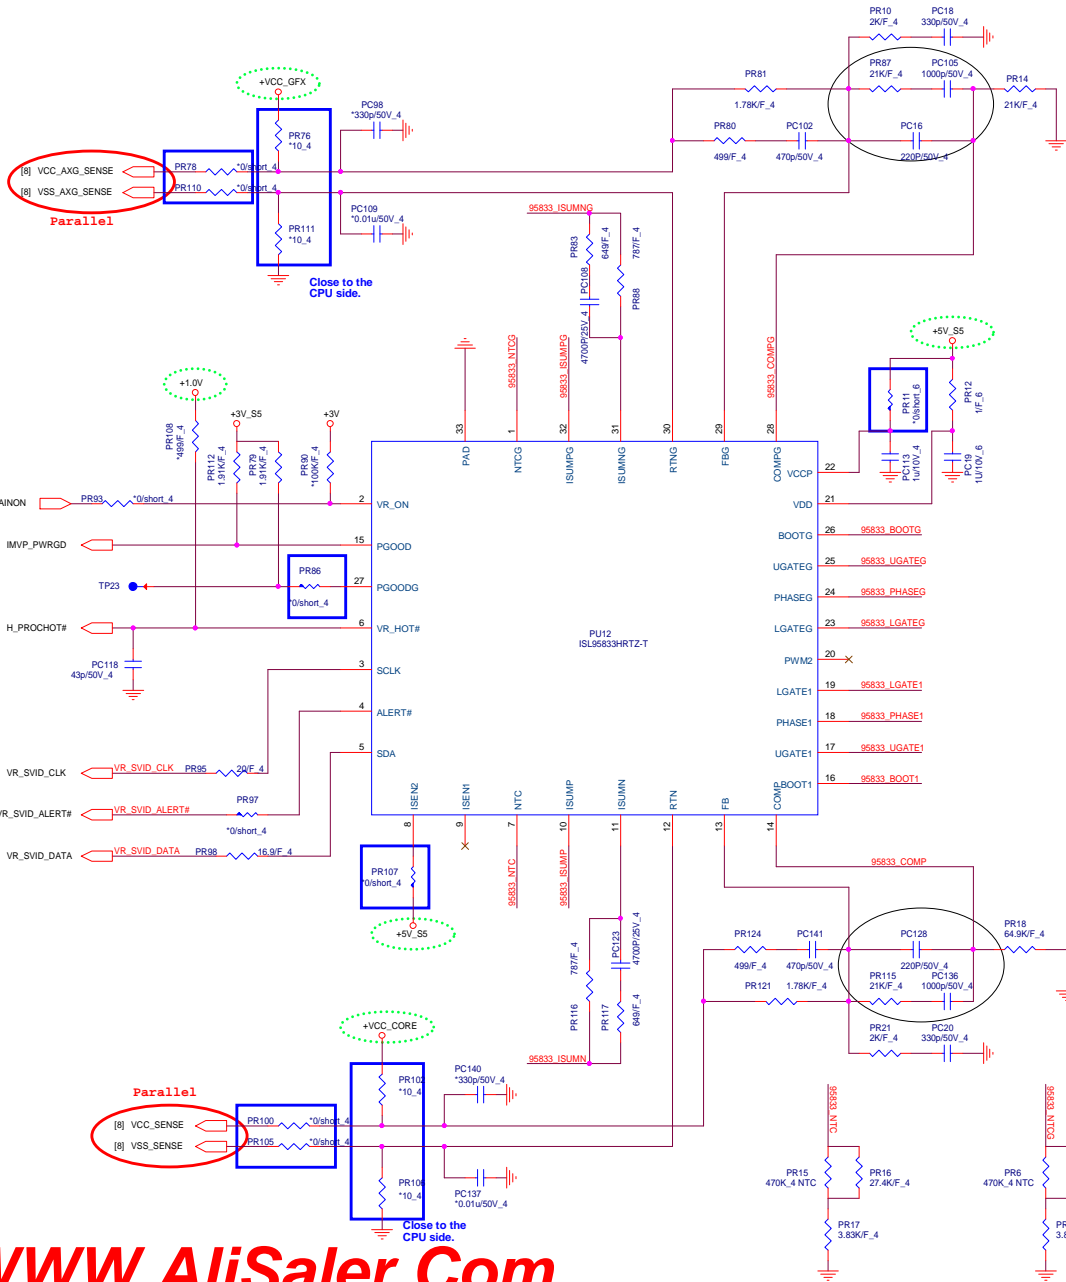 PR10
2K/F_4
PC18
330p/50V_4
+VCC_GFX
PR81
1.78K/F_4
PR87
21K/F_4
PC105
1000p/50V_4
PR14
21K/F_4
PC98
*330p/50V_4
PR76
*10_4
PR80
499/F_4
PC102
470p/50V_4
PC16
220P/50V_4
[8] VCC_AXG_SENSE
PR78
*0/short_4
[8] VSS_AXG_SENSE
PR110
*0/short_4
Parallel
PC109
*0.01u/50V_4
PR111
*10_4
Close to the
CPU side.
95833_ISUMNG
PR83
649/F_4
PC108
4700P/25V_4
787/F_4
PR88
95833_NTCG
95833_ISUMPG
95833_COMPG
+5V_S5
PR11
*0/short_6
PR12
1/F_6
PC113
1u/10V_4
PC19
1U/10V_6
+1.0V
PR108
*499/F_4
+3V_S5
PR112
1.91K/F_4
PR79
1.91K/F_4
+3V
PR90
*100K/F_4
33
1
32
31
30
29
28
PAD
NTCG
ISUMPG
ISUMNG
RTNG
FBG
COMPG
AINON
PR93
*0/short_4
2
VR_ON
IMVP_PWRGD
15
PGOOD
TP23
PR86
*0/short_4
27
PGOODG
H_PROCHOT#
6
VR_HOT#
PC118
43p/50V_4
3
SCLK
4
ALERT#
5
SDA
PU12
ISL95833HRTZ-T
VCCP
22
VDD
21
BOOTG
26
95833_BOOTG
UGATEG
25
95833_UGATEG
PHASEG
24
95833_PHASEG
LGATEG
23
95833_LGATEG
PWM2
20
LGATE1
19
95833_LGATE1
PHASE1
18
95833_PHASE1
UGATE1
17
95833_UGATE1
BOOT1
16
95833_BOOT1
VR_SVID_CLK
VR_SVID_CLK
PR95
20/F_4
VR_SVID_ALERT#
VR_SVID_ALERT#
PR97
*0/short_4
VR_SVID_DATA
VR_SVID_DATA
PR98
16.9/F_4
ISEN2
ISEN1
NTC
ISUMP
ISUMN
RTN
FB
COMP
8
9
7
10
11
12
13
14
PR107
*0/short_4
+5V_S5
95833_NTC
95833_ISUMP
95833_COMP
787/F_4
PR116
PC123
4700P/25V_4
PR117
649/F_4
95833_ISUMN
PR124
499/F_4
PC141
470p/50V_4
PC128
220P/50V_4
PR18
64.9K/F_4
PR121
1.78K/F_4
PR115
21K/F_4
PC136
1000p/50V_4
PR21
2K/F_4
PC20
330p/50V_4
+VCC_CORE
PR102
*10_4
PC140
*330p/50V_4
Parallel
[8] VCC_SENSE
PR100
*0/short_4
[8] VSS_SENSE
PR105
*0/short_4
PR106
*10_4
PC137
*0.01u/50V_4
Close to the
CPU side.
95833_NTC
PR15
470K_4 NTC
PR16
27.4K/F_4
PR17
3.83K/F_4
95833_NTCG
PR6
470K_4 NTC
PR
3.8
WWW.AliSaler.Com